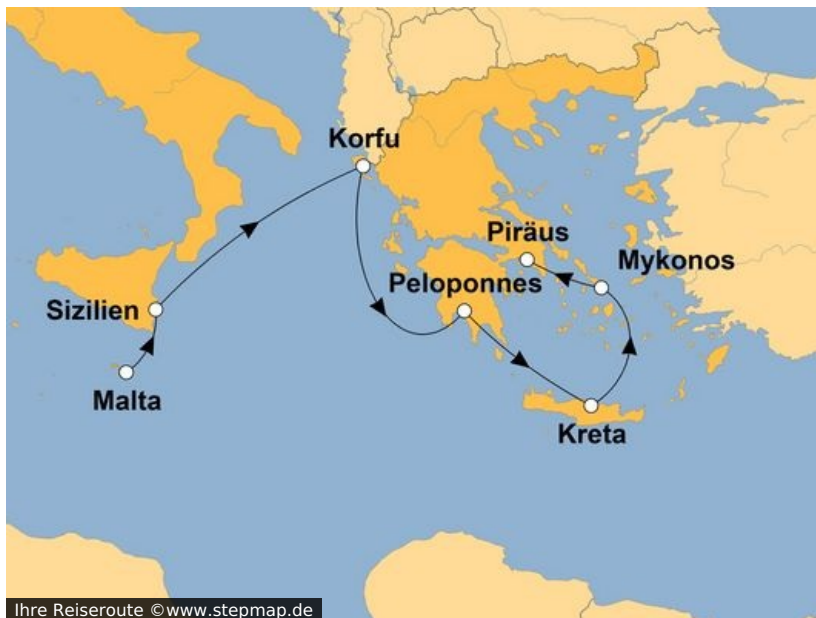 Korfu
Piräus
Mykonos
Peloponnes
Sizilien
Malta
Kreta
Ihre Reiseroute ©www.stepmap.de